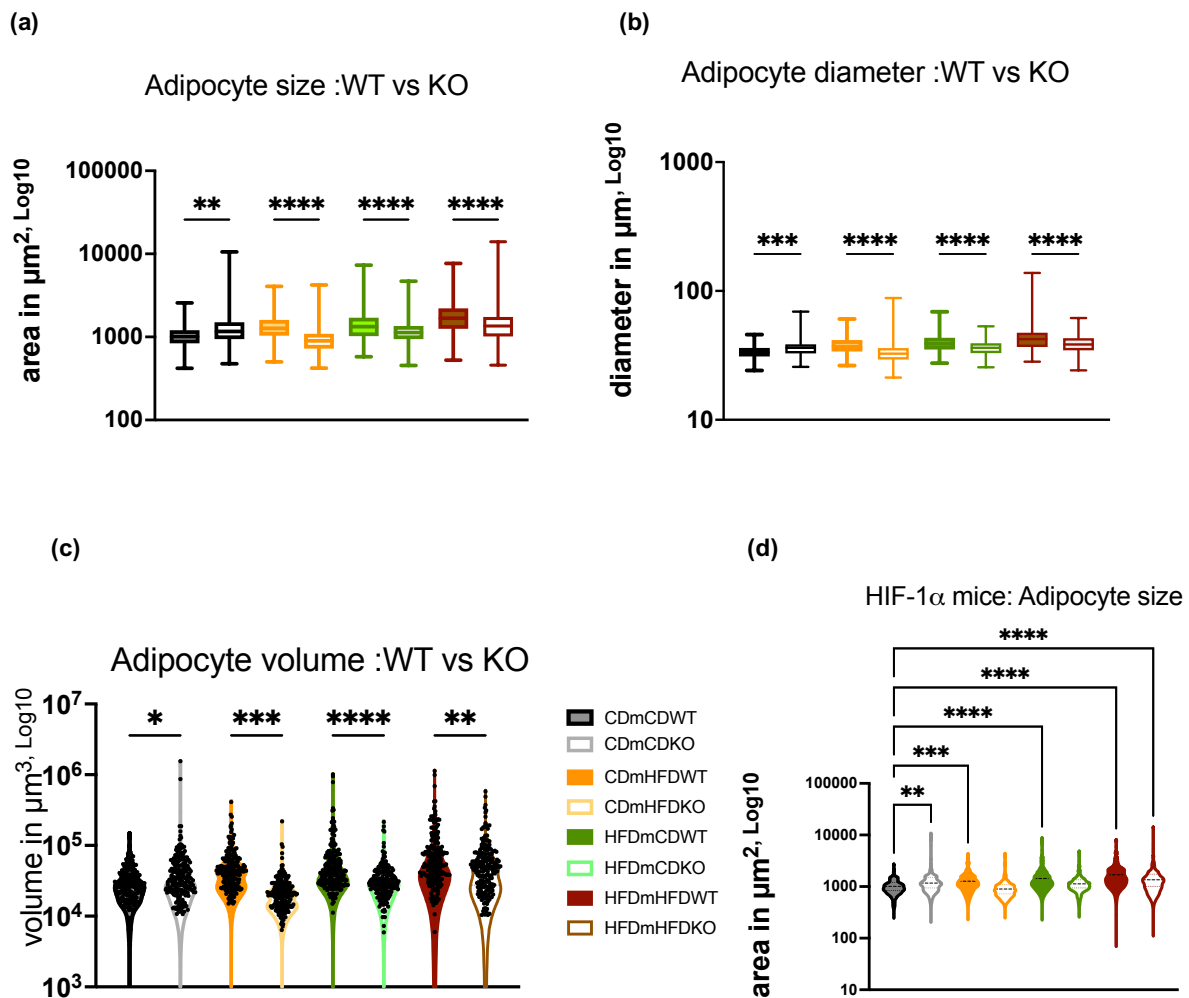 (a)
Adipocyte size :WT vs KO
area in µm², Log10
100000
10000
1000
100
** **** **** ****
(b)
Adipocyte diameter :WT vs KO
diameter in µm, Log10
1000
100
10
*** **** **** ****
(c)
Adipocyte volume :WT vs KO
volume in µm³, Log10
10⁷
10⁶
10⁵
10⁴
10³
* *** **** **
CDmCDWT
CDmCDKO
CDmHFDWT
CDmHFDKO
HFDmCDWT
HFDmCDKO
HFDmHFDWT
HFDmHFDKO
(d)
HIF-1α mice: Adipocyte size
area in µm², Log10
100000
10000
1000
100
10
****
****
****
***
**